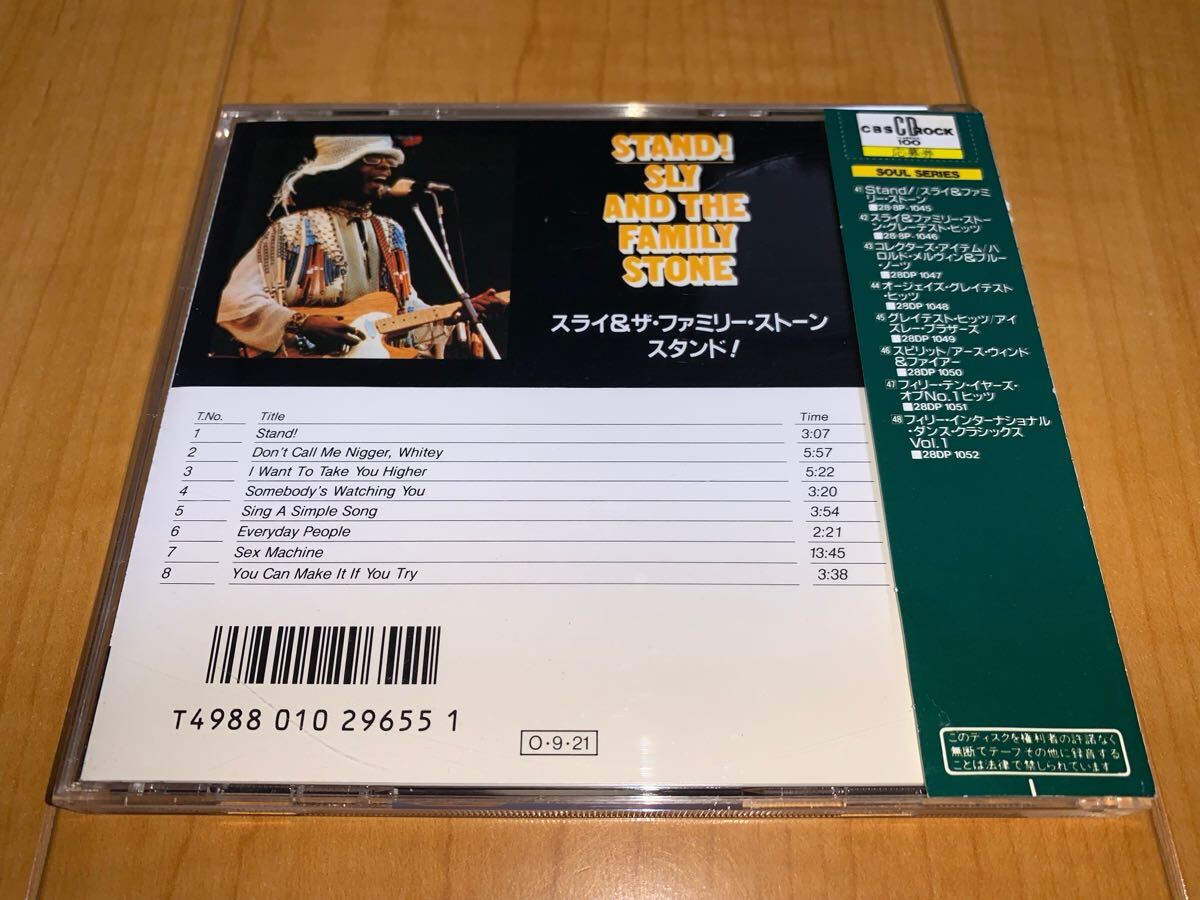 STAND!
SLY
AND THE
FAMILY
STONE
スライ&ザ・ファミリー・ストーン
スタンド!
T.No. Title Time
1 Stand! 3:07
2 Don't Call Me Nigger, Whitey 5:57
3 I Want To Take You Higher 5:22
4 Somebody's Watching You 3:20
5 Sing A Simple Song 3:54
6 Everyday People 2:21
7 Sex Machine 13:45
8 You Can Make It If You Try 3:38
T4988 010 29655 1
O・9・21
CBS CD ROCK
100
応募券
SOUL SERIES
41 Stand!/スライ&ファミ
リー・ストーン
■28・8P-1045
42 スライ&ファミリー・ストー
ン・グレーテスト・ヒッツ
■28・8P-1046
43 コレクターズ・アイテム/ハ
ロルド・メルヴィン&ブルー
・ノーツ
■28DP 1047
44 オージェイズ・グレイテスト
・ヒッツ
■28DP 1048
45 グレイテスト・ヒッツ/アイ
ズレー・ブラザーズ
■28DP 1049
46 スピリット/アース・ウィンド
&ファイアー
■28DP 1050
47 フィリー・テン・イヤーズ・
オブNo.1ヒッツ
■28DP 1051
48 フィリー・インターナショナル
・ダンス・クラシックス
Vol.1
■28DP 1052
このディスクを権利者の許諾なく
無断でテープその他に録音する
ことは法律で禁じられています